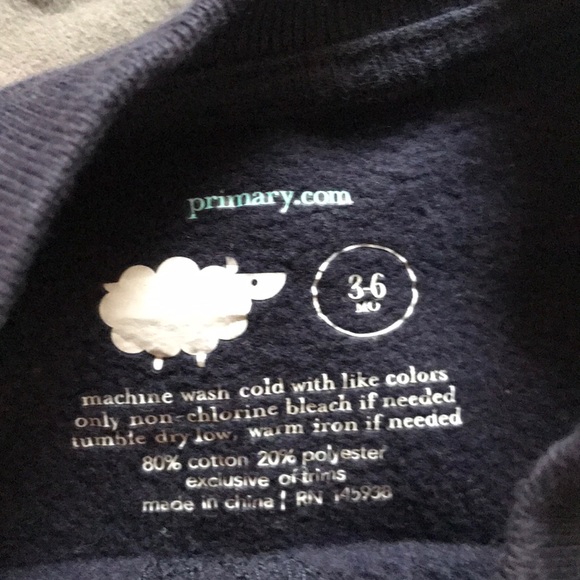 primary.com
3-6
MO
machine wash cold with like colors
only non-chlorine bleach if needed
tumble dry low, warm iron if needed
80% cotton 20% polyester
exclusive of trims
made in china | RN 145938